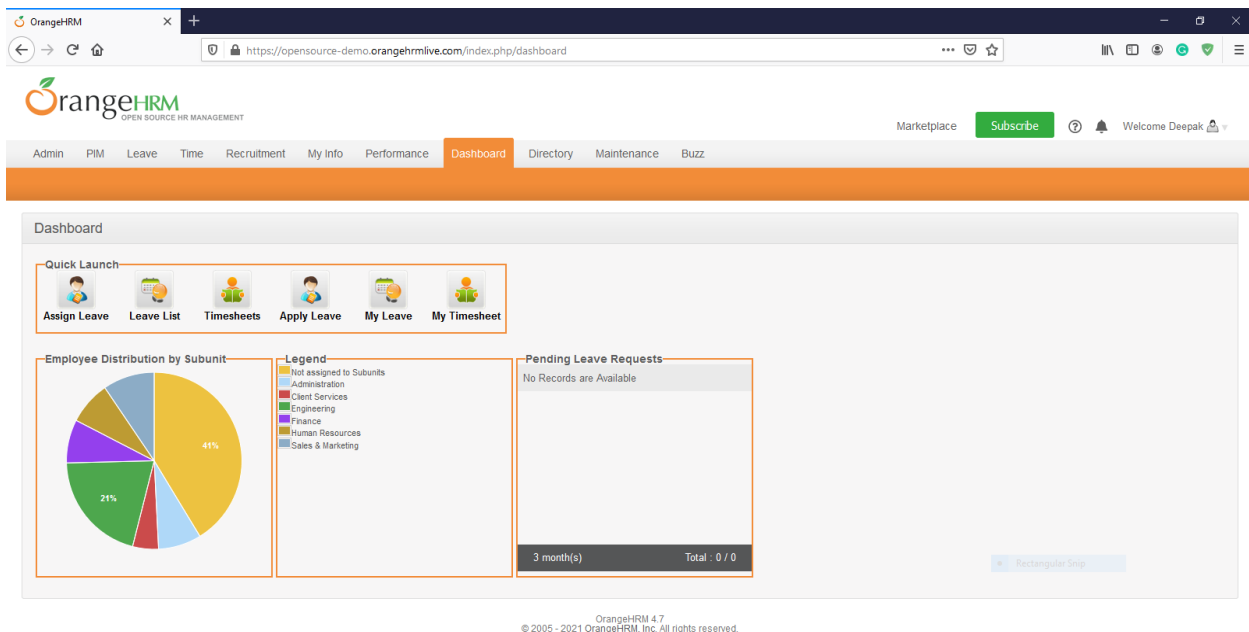 OrangeHRM
https://opensource-demo.orangehrmlive.com/index.php/dashboard
OrangeHRM
OPEN SOURCE HR MANAGEMENT
Marketplace Subscribe Welcome Deepak
Admin PIM Leave Time Recruitment My Info Performance Dashboard Directory Maintenance Buzz
Dashboard
Quick Launch
Assign Leave Leave List Timesheets Apply Leave My Leave My Timesheet
Employee Distribution by Subunit
41%
21%
Legend
Not assigned to Subunits
Administration
Client Services
Engineering
Finance
Human Resources
Sales & Marketing
Pending Leave Requests
No Records are Available
3 month(s) Total : 0 / 0
Rectangular Snip
OrangeHRM 4.7
© 2005 - 2021 OrangeHRM, Inc. All rights reserved.